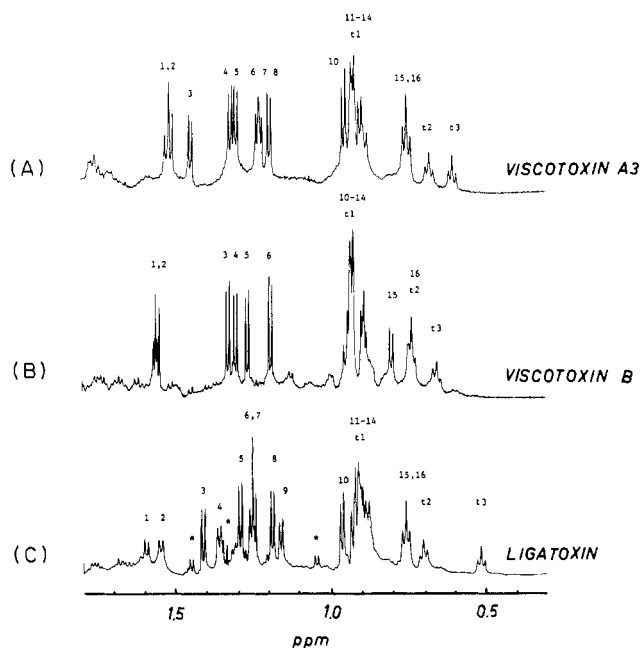 11-14
1,2 3 4 5 6 7 8 10 t1 15,16 t2 t3
(A) VISCOTOXIN A3
10-14
1,2 3 4 5 6 t1 15 16 t2 t3
(B) VISCOTOXIN B
6,7 11-14
1 2 * 3 4 * 5 8 9 * 10 t1 15,16 t2 t3
(C) LIGATOXIN
1.5 1.0 0.5
ppm